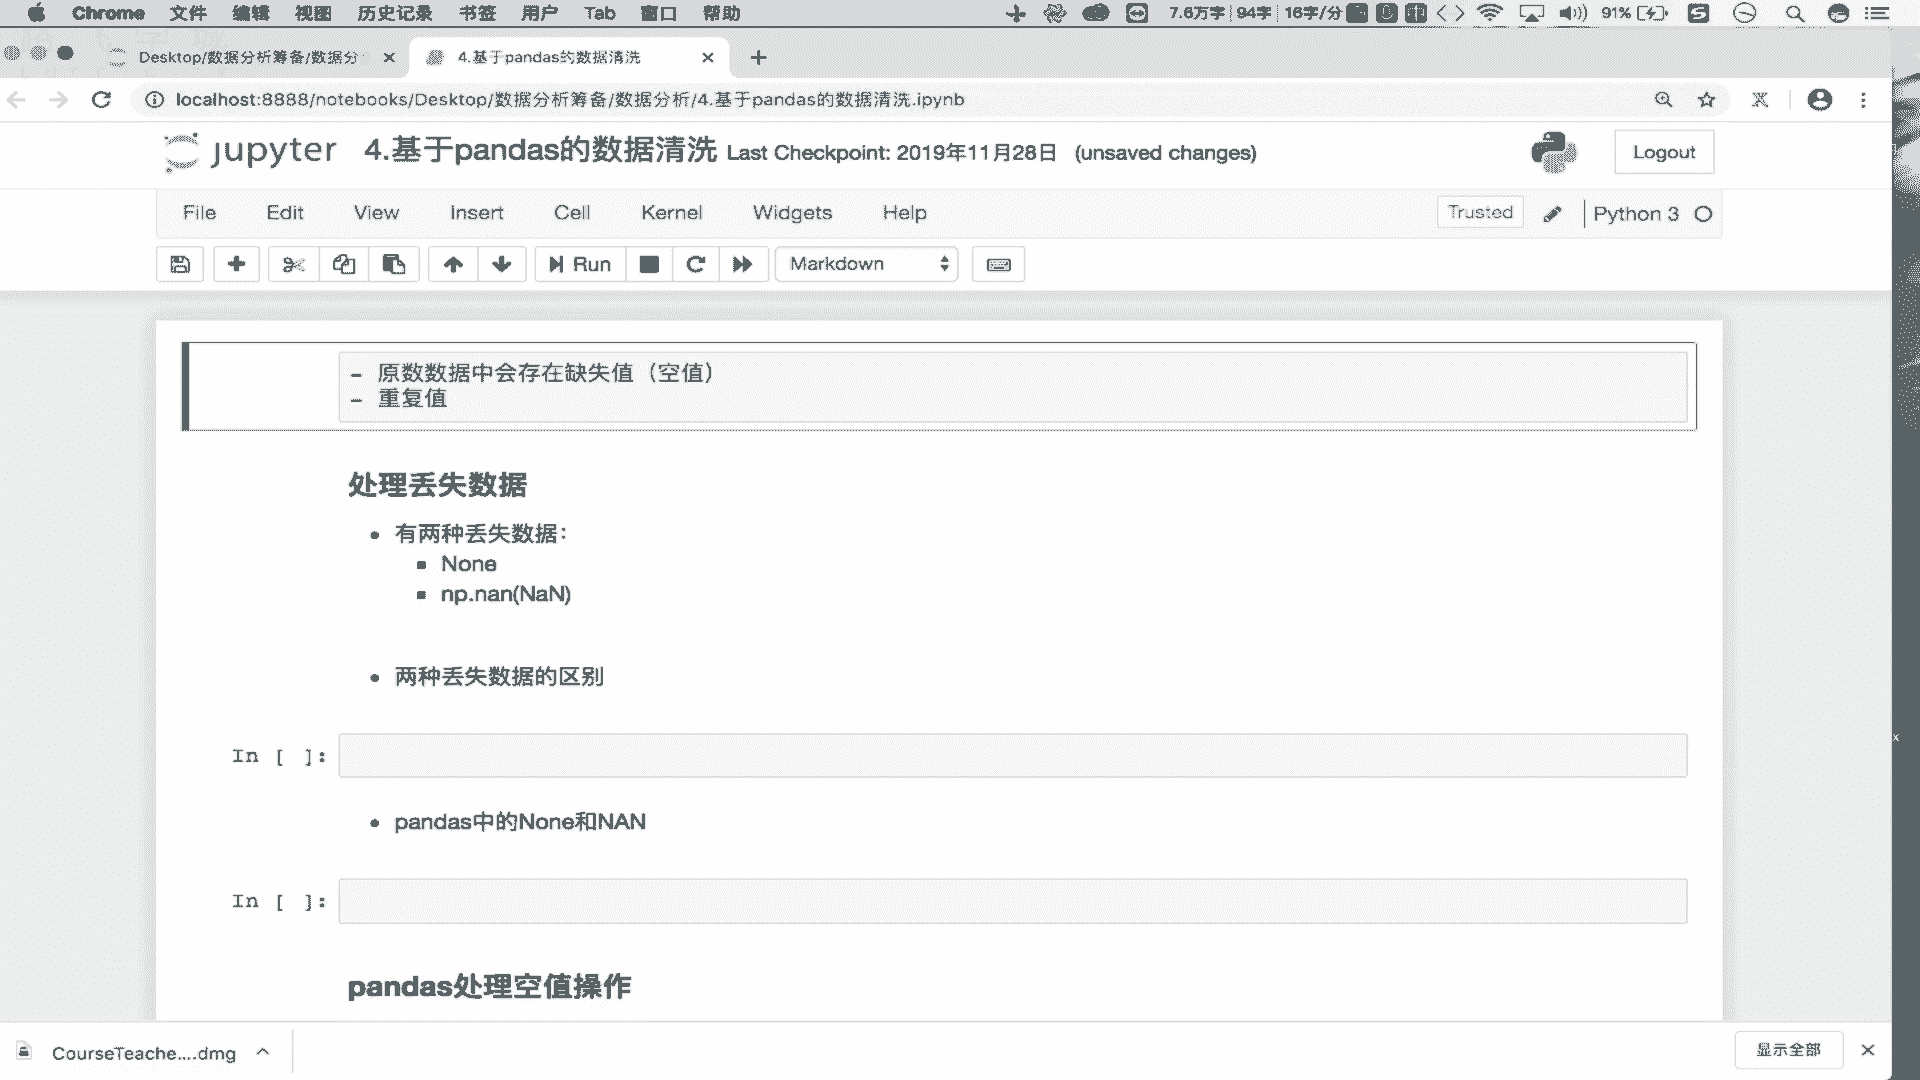 Chrome 文件 编辑 视图 历史记录 书签 用户 Tab 窗口 帮助 7.6万字 94字 16字/分 91%
Desktop/数据分析筹备/数据分
4.基于pandas的数据清洗
localhost:8888/notebooks/Desktop/数据分析筹备/数据分析/4.基于pandas的数据清洗.ipynb
jupyter 4.基于pandas的数据清洗 Last Checkpoint: 2019年11月28日 (unsaved changes)
Logout
File Edit View Insert Cell Kernel Widgets Help
Trusted Python 3
Run Markdown
- 原数数据中会存在缺失值（空值）
- 重复值
处理丢失数据
有两种丢失数据：
None
np.nan(NaN)
两种丢失数据的区别
In [ ]:
pandas中的None和NAN
In [ ]:
pandas处理空值操作
CourseTeache....dmg
显示全部